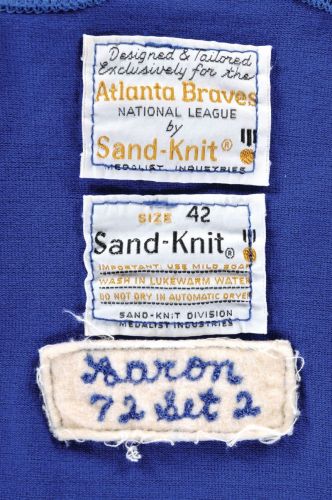 Designed & Tailored
Exclusively for the
Atlanta Braves
NATIONAL LEAGUE
by
Sand-Knit®
MEDALIST INDUSTRIES
SIZE 42
Sand-Knit®
IMPORTANT: USE MILD SOAP
WASH IN LUKEWARM WATER
DO NOT DRY IN AUTOMATIC DRYER
SAND-KNIT DIVISION
MEDALIST INDUSTRIES
Aaron
72 Set 2